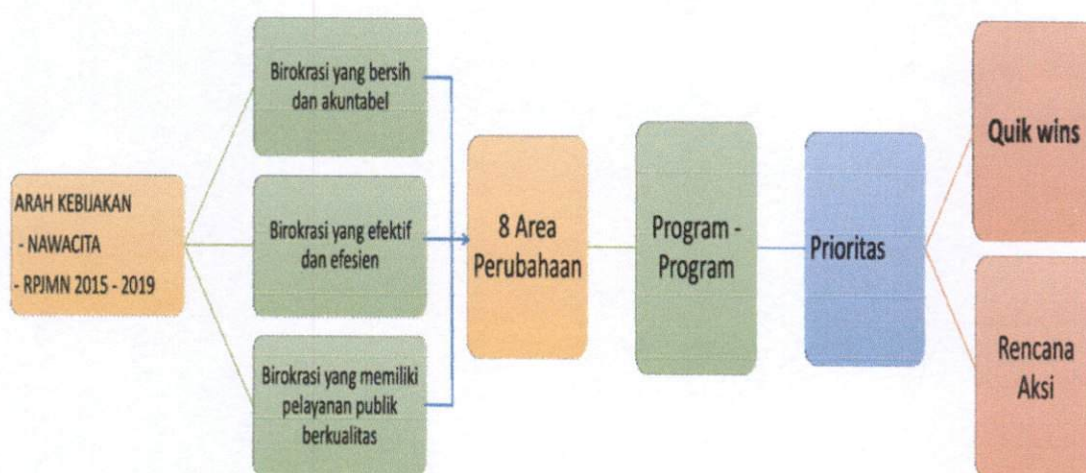 ARAH KEBIJAKAN
- NAWACITA
- RPJMN 2015 - 2019
Birokrasi yang bersih
dan akuntabel
Birokrasi yang efektif
dan efesien
Birokrasi yang memiliki
pelayanan publik
berkualitas
8 Area
Perubahaan
Program -
Program
Prioritas
Quik wins
Rencana
Aksi